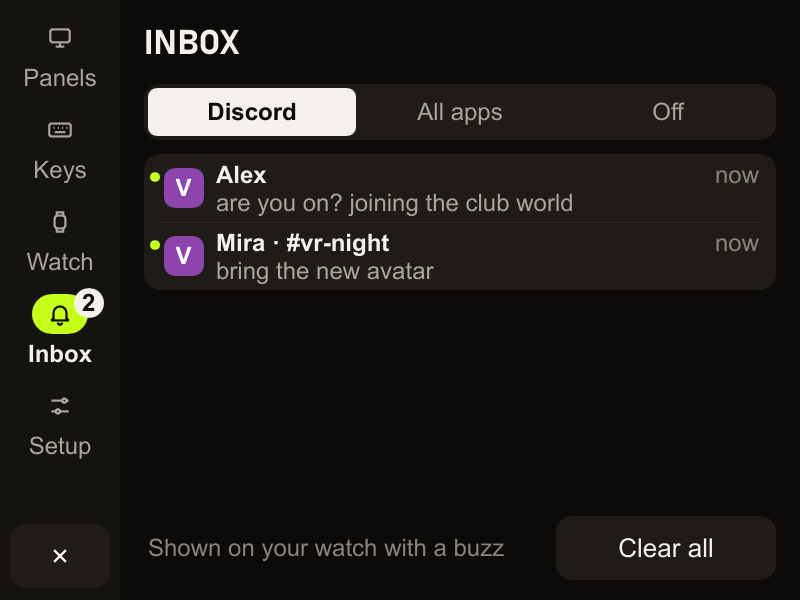 INBOX
Panels
Keys
Watch
2
Inbox
Setup
×
Discord
All apps
Off
V
Alex
now
are you on? joining the club world
V
Mira · #vr-night
now
bring the new avatar
Shown on your watch with a buzz
Clear all